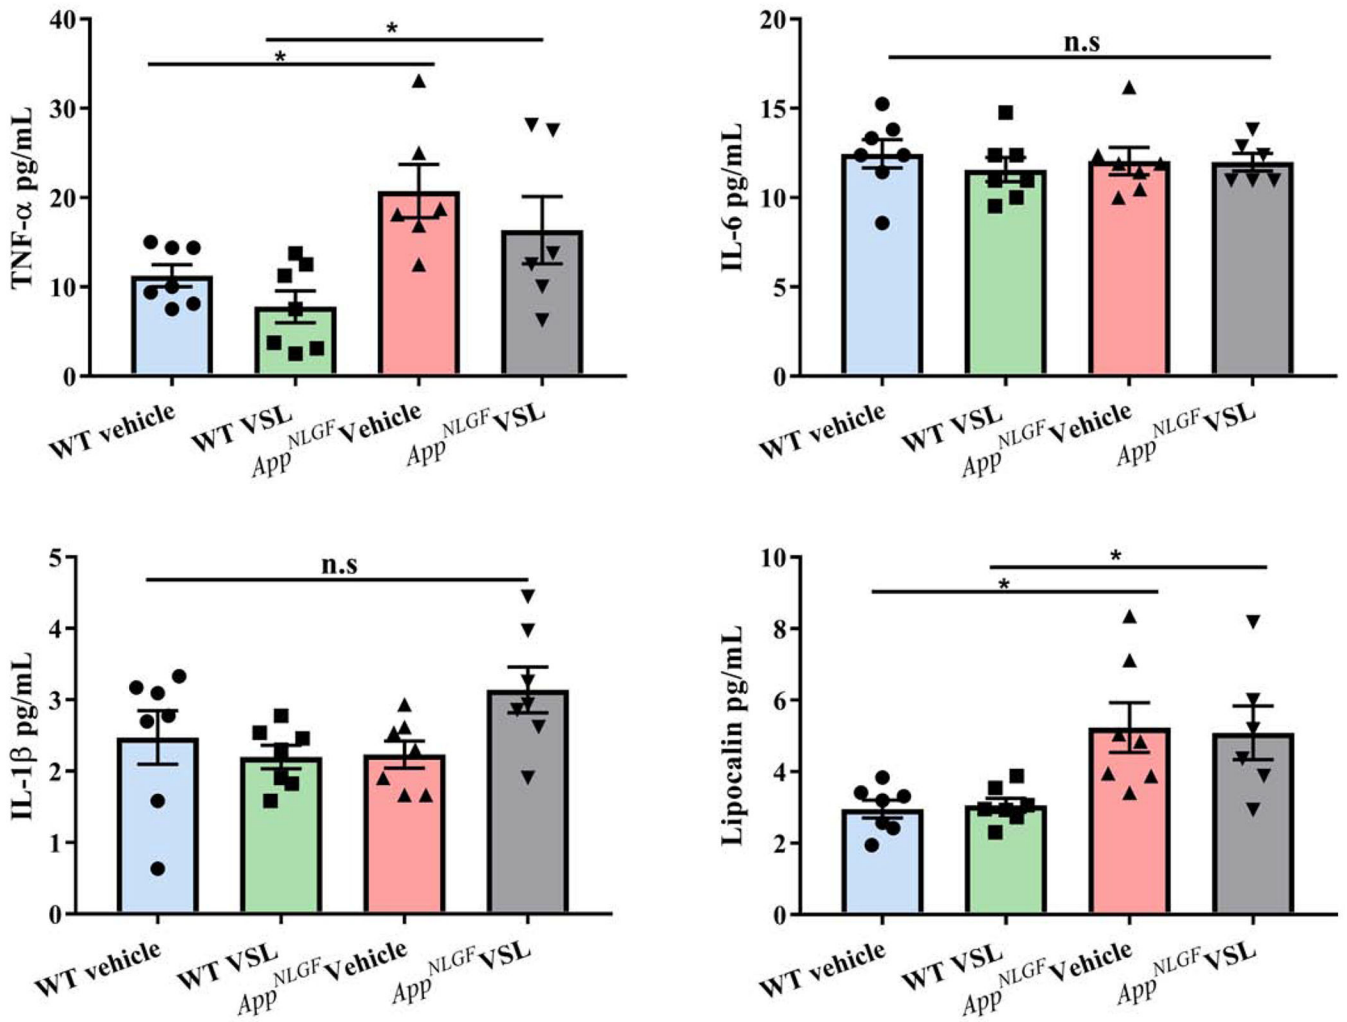 40
30
20
10
0
TNF-α pg/mL
*
*
WT vehicle
WT VSL
App^NLGF Vehicle
App^NLGF VSL
20
15
10
5
0
IL-6 pg/mL
n.s
WT vehicle
WT VSL
App^NLGF Vehicle
App^NLGF VSL
5
4
3
2
1
0
IL-1β pg/mL
n.s
WT vehicle
WT VSL
App^NLGF Vehicle
App^NLGF VSL
10
8
6
4
2
0
Lipocalin pg/mL
*
*
WT vehicle
WT VSL
App^NLGF Vehicle
App^NLGF VSL